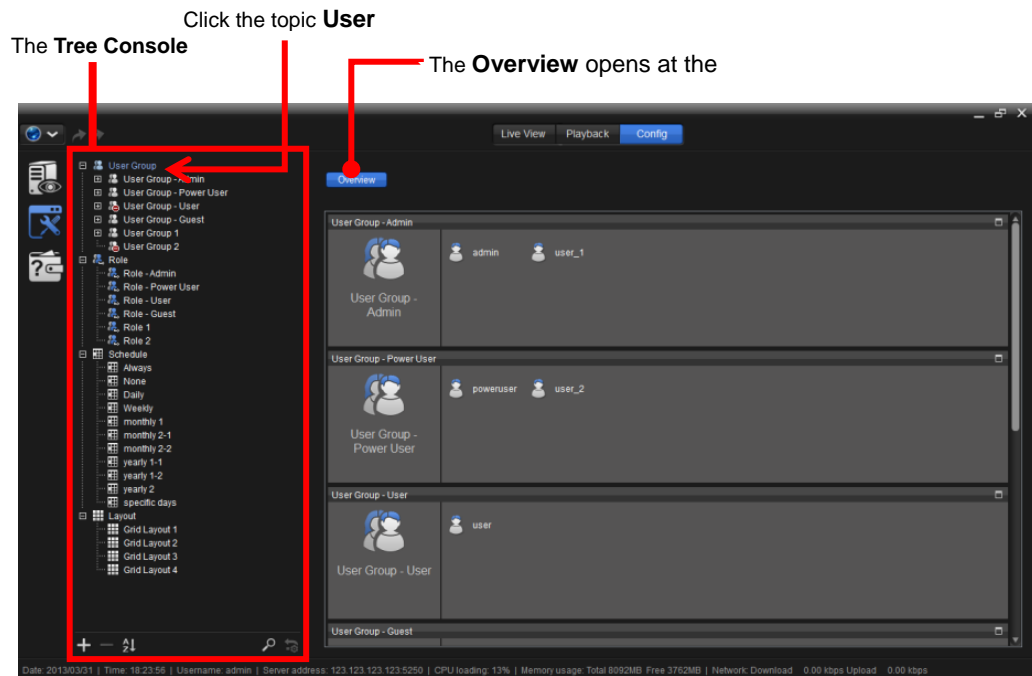 Click the topic User
The Tree Console
The Overview opens at the
Live View Playback Config
User Group
User Group - Admin
User Group - Power User
User Group - User
User Group - Guest
User Group 1
User Group 2
Role
Role - Admin
Role - Power User
Role - User
Role - Guest
Role 1
Role 2
Schedule
Always
None
Daily
Weekly
monthly 1
monthly 2-1
monthly 2-2
yearly 1-1
yearly 1-2
yearly 2
specific days
Layout
Grid Layout 1
Grid Layout 2
Grid Layout 3
Grid Layout 4
Overview
User Group - Admin
admin user_1
User Group -
Admin
User Group - Power User
poweruser user_2
User Group -
Power User
User Group - User
user
User Group - User
User Group - Guest
Date: 2013/03/31 | Time: 18:23:56 | Username: admin | Server address: 123.123.123.123:5250 | CPU loading: 13% | Memory usage: Total 8092MB Free 3762MB | Network: Download 0.00 kbps Upload 0.00 kbps